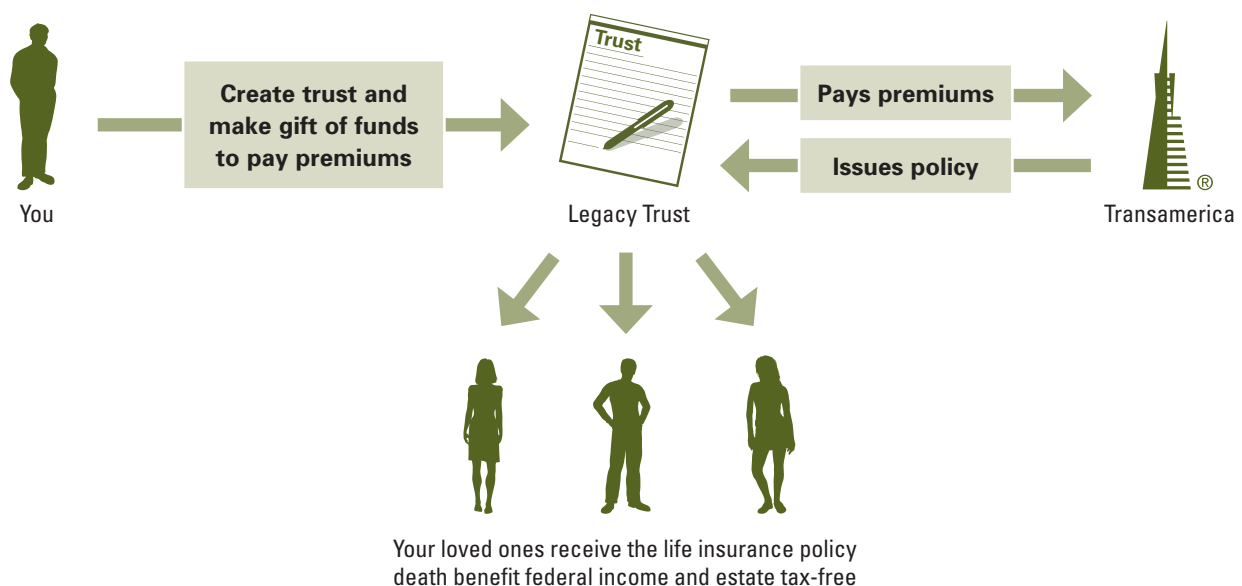 Trust
Create trust and
make gift of funds
to pay premiums
Pays premiums
Issues policy
®
You
Legacy Trust
Transamerica
Your loved ones receive the life insurance policy
death benefit federal income and estate tax-free